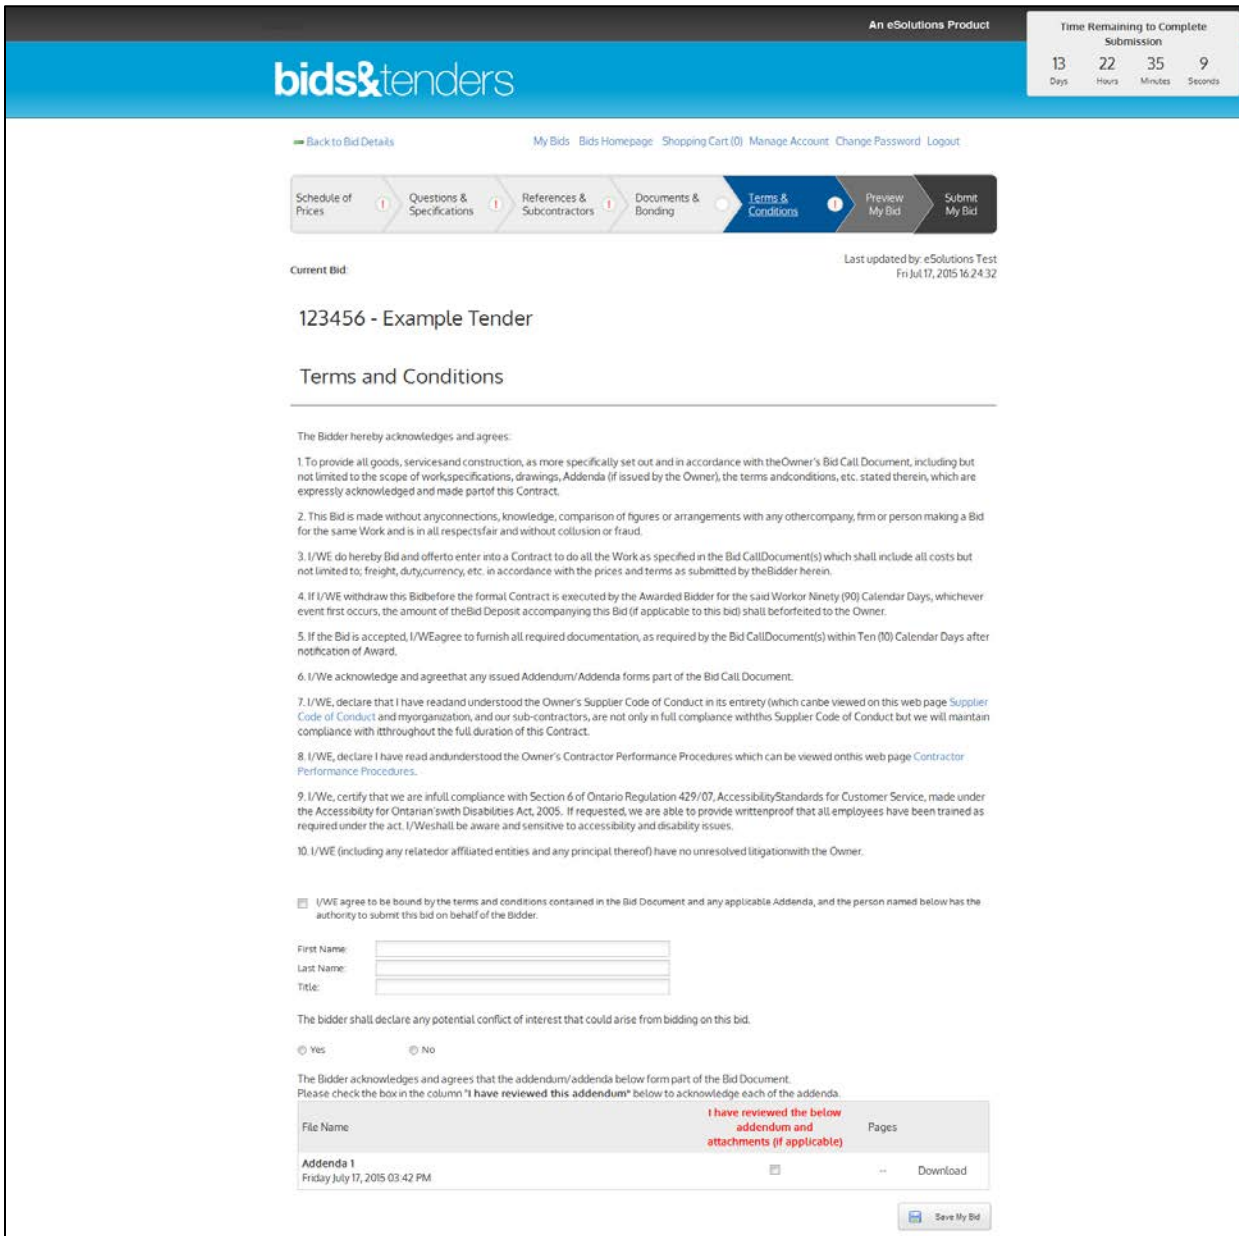 An eSolutions Product
Time Remaining to Complete
Submission
13 22 35 9
Days Hours Minutes Seconds
bids&tenders
Back to Bid Details
My Bids Bids Homepage Shopping Cart (0) Manage Account Change Password Logout
Schedule of
Prices
!
Questions &
Specifications
!
References &
Subcontractors
!
Documents &
Bonding
Terms &
Conditions
!
Preview
My Bid
Submit
My Bid
Last updated by: eSolutions Test
Fri Jul 17, 2015 16:24:32
Current Bid:
123456 - Example Tender
Terms and Conditions
The Bidder hereby acknowledges and agrees:
1. To provide all goods, servicesand construction, as more specifically set out and in accordance with theOwner's Bid Call Document, including but
not limited to the scope of work,specifications, drawings, Addenda (if issued by the Owner), the terms andconditions, etc. stated therein, which are
expressly acknowledged and made partof this Contract.
2. This Bid is made without anyconnections, knowledge, comparison of figures or arrangements with any othercompany, firm or person making a Bid
for the same Work and is in all respectsfair and without collusion or fraud.
3. I/WE do hereby Bid and offerto enter into a Contract to do all the Work as specified in the Bid CallDocument(s) which shall include all costs but
not limited to; freight, duty,currency, etc. in accordance with the prices and terms as submitted by theBidder herein.
4. If I/WE withdraw this Bidbefore the formal Contract is executed by the Awarded Bidder for the said Workor Ninety (90) Calendar Days, whichever
event first occurs, the amount of theBid Deposit accompanying this Bid (if applicable to this bid) shall beforfeited to the Owner.
5. If the Bid is accepted, I/WEagree to furnish all required documentation, as required by the Bid CallDocument(s) within Ten (10) Calendar Days after
notification of Award.
6. I/We acknowledge and agreethat any issued Addendum/Addenda forms part of the Bid Call Document.
7. I/WE, declare that I have readand understood the Owner's Supplier Code of Conduct in its entirety (which canbe viewed on this web page Supplier
Code of Conduct and myorganization, and our sub-contractors, are not only in full compliance withthis Supplier Code of Conduct but we will maintain
compliance with itthroughout the full duration of this Contract.
8. I/WE, declare I have read andunderstood the Owner's Contractor Performance Procedures which can be viewed onthis web page Contractor
Performance Procedures.
9. I/We, certify that we are infull compliance with Section 6 of Ontario Regulation 429/07, AccessibilityStandards for Customer Service, made under
the Accessibility for Ontarian'swith Disabilities Act, 2005. If requested, we are able to provide writtenproof that all employees have been trained as
required under the act. I/Weshall be aware and sensitive to accessibility and disability issues.
10. I/WE (including any relatedor affiliated entities and any principal thereof) have no unresolved litigationwith the Owner.
I/WE agree to be bound by the terms and conditions contained in the Bid Document and any applicable Addenda, and the person named below has the
authority to submit this bid on behalf of the Bidder.
First Name:
Last Name:
Title:
The bidder shall declare any potential conflict of interest that could arise from bidding on this bid.
Yes No
The Bidder acknowledges and agrees that the addendum/addenda below form part of the Bid Document.
Please check the box in the column "I have reviewed this addendum" below to acknowledge each of the addenda.
I have reviewed the below
File Name addendum and Pages
attachments (if applicable)
Addenda 1
Friday July 17, 2015 03:42 PM
-- Download
Save My Bid